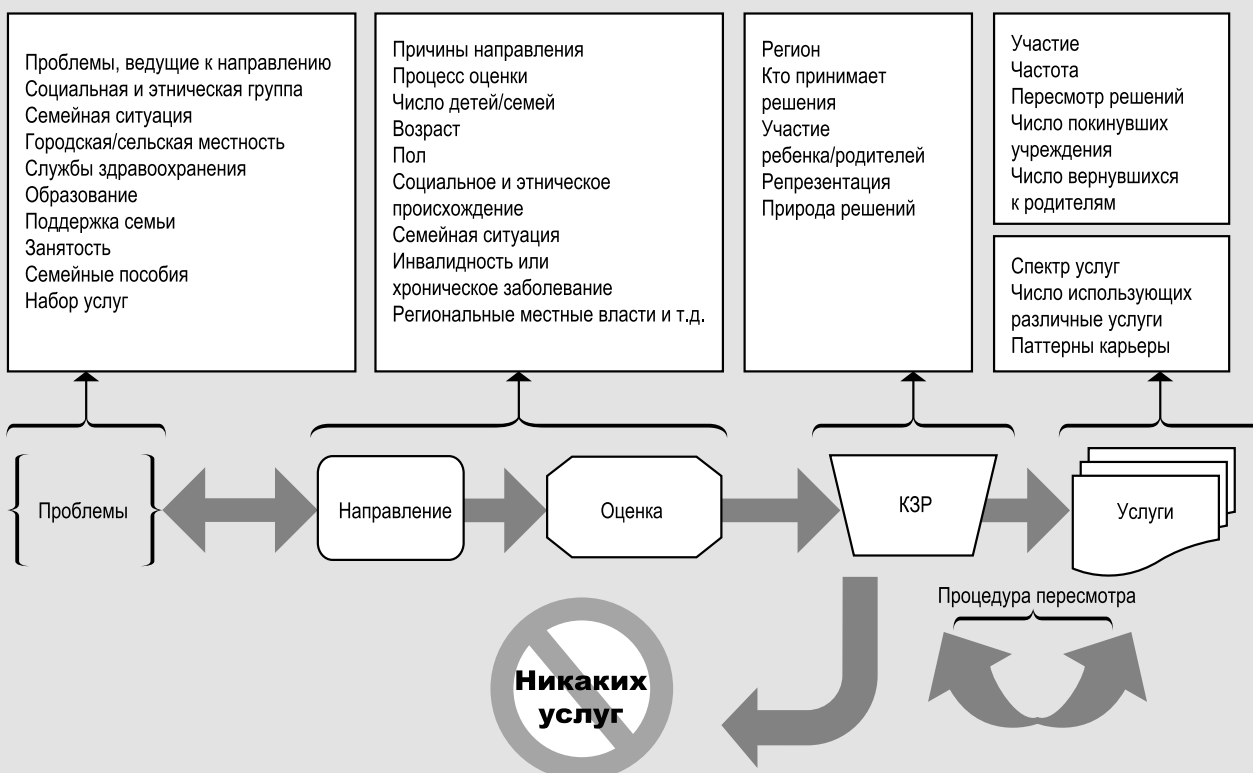 Проблемы, ведущие к направлению
Социальная и этническая группа
Семейная ситуация
Городская/сельская местность
Службы здравоохранения
Образование
Поддержка семьи
Занятость
Семейные пособия
Набор услуг
Причины направления
Процесс оценки
Число детей/семей
Возраст
Пол
Социальное и этническое
происхождение
Семейная ситуация
Инвалидность или
хроническое заболевание
Региональные местные власти и т.д.
Регион
Кто принимает
решения
Участие
ребенка/родителей
Репрезентация
Природа решений
Участие
Частота
Пересмотр решений
Число покинувших
учреждения
Число вернувшихся
к родителям
Спектр услуг
Число использующих
различные услуги
Паттерны карьеры
Проблемы
Направление
Оценка
КЗР
Услуги
Процедура пересмотра
Никаких
услуг